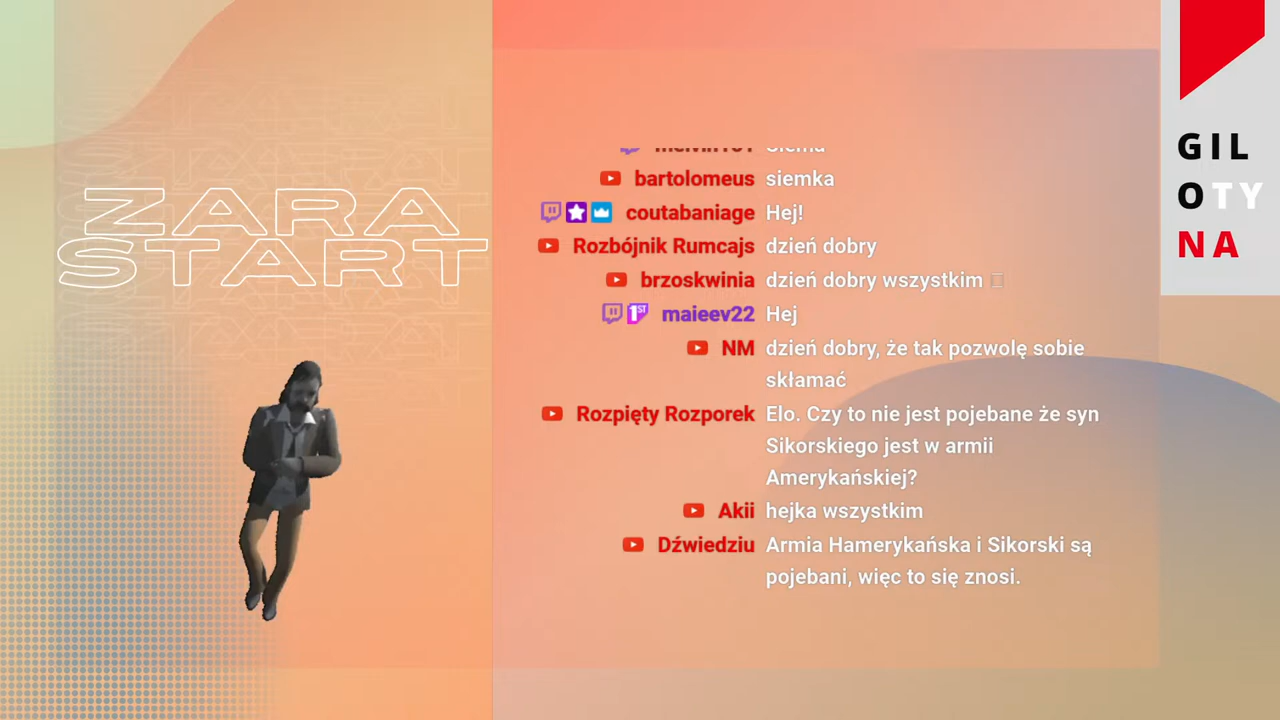 ZARA
START
siemka
bartolomeus siemka
coutabaniage Hej!
Rozbójnik Rumcajs dzień dobry
brzoskwinia dzień dobry wszystkim
maieev22 Hej
NM dzień dobry, że tak pozwolę sobie
skłamać
Rozpięty Rozporek Elo. Czy to nie jest pojebane że syn
Sikorskiego jest w armii
Amerykańskiej?
Akii hejka wszystkim
Dźwiedziu Armia Hamerykańska i Sikorski są
pojebani, więc to się znosi.
GIL
OTY
NA